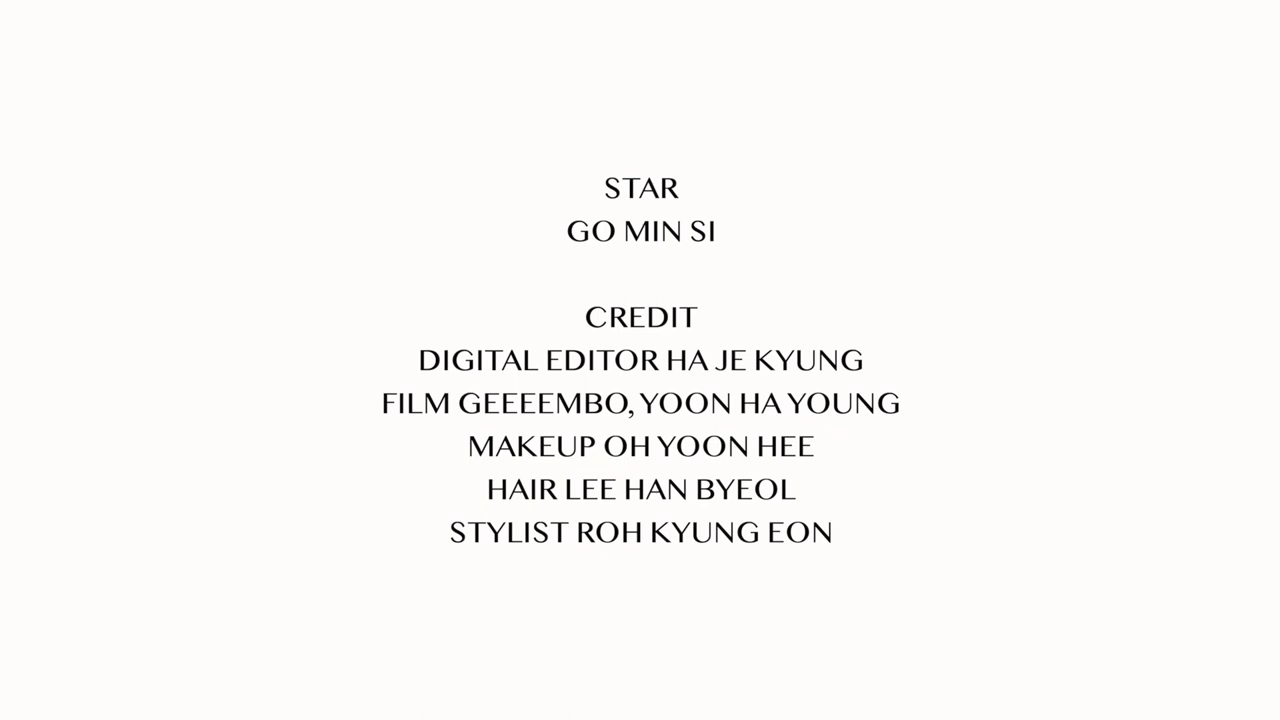 STAR
GO MIN SI
CREDIT
DIGITAL EDITOR HA JE KYUNG
FILM GEEEEMBO, YOON HA YOUNG
MAKEUP OH YOON HEE
HAIR LEE HAN BYEOL
STYLIST ROH KYUNG EON